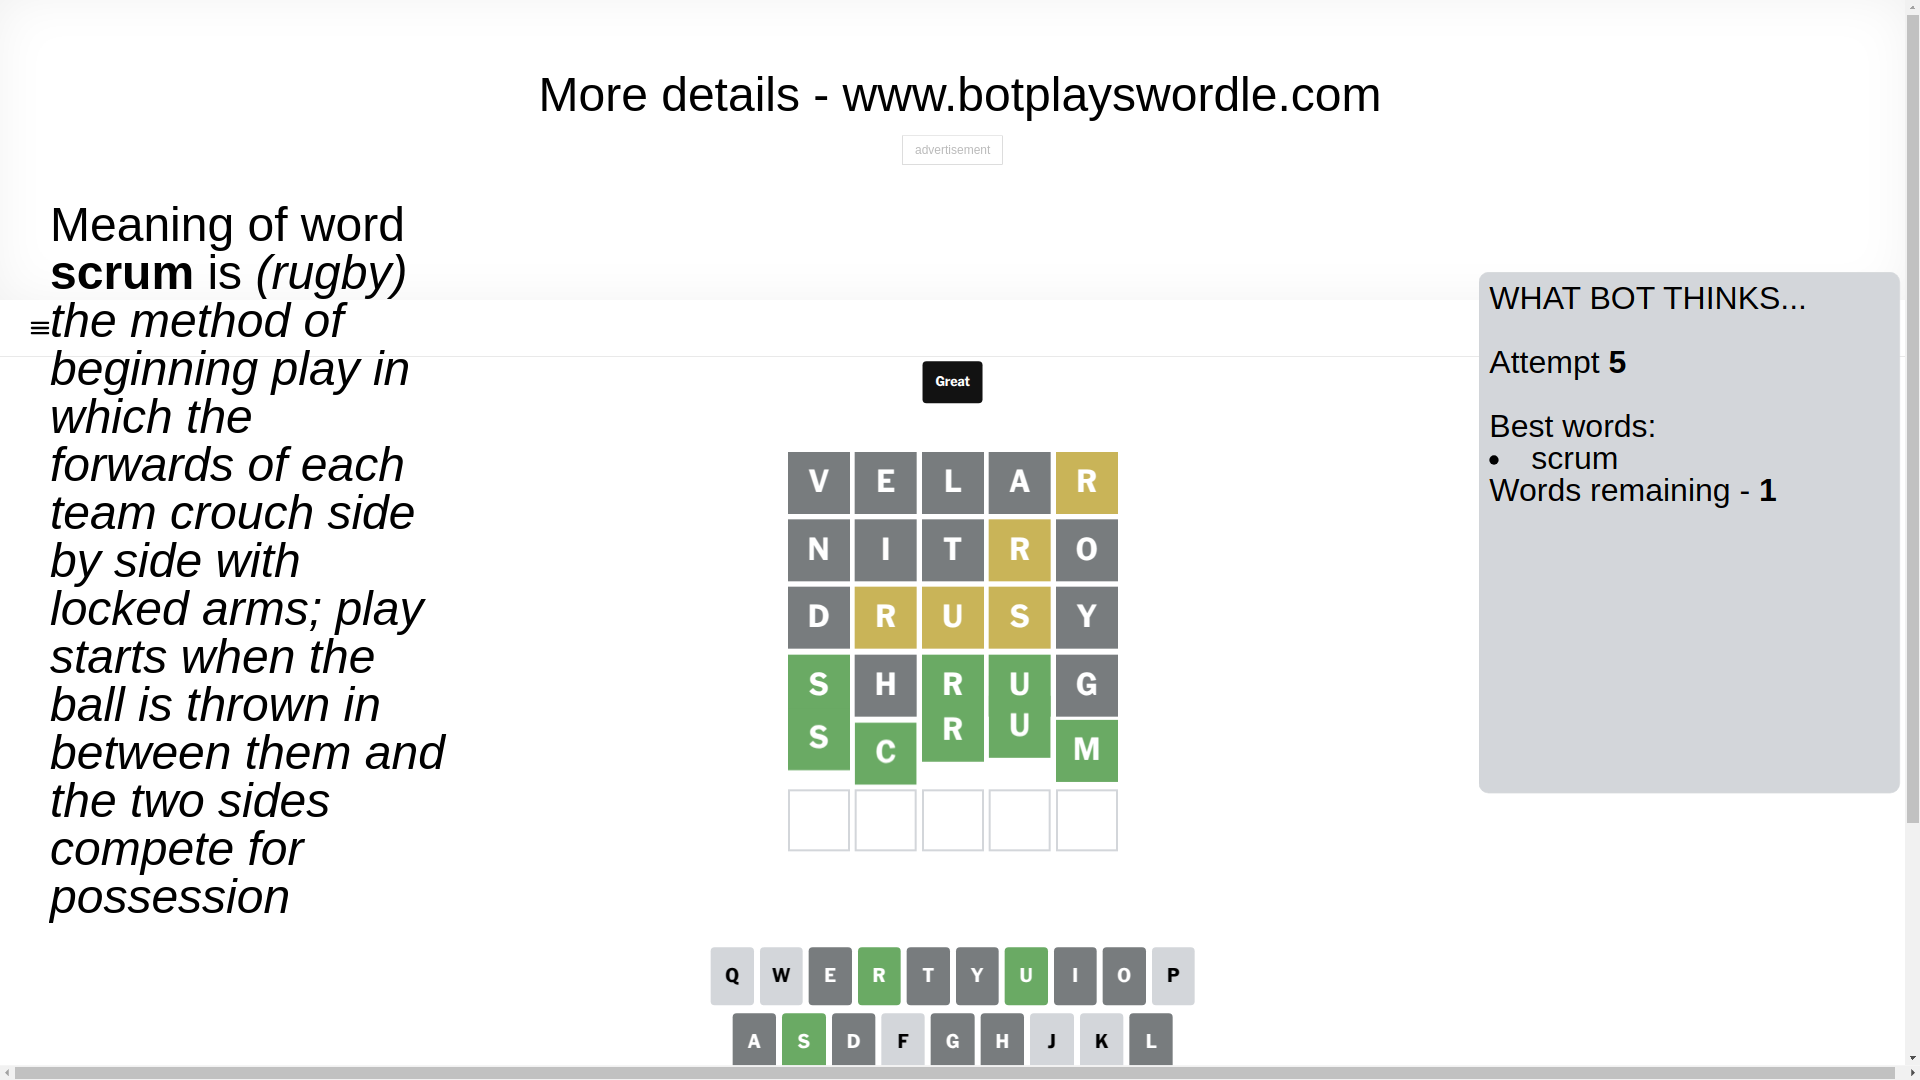 More details - www.botplayswordle.com
advertisement
Meaning of word
scrum is (rugby)
the method of
beginning play in
which the
forwards of each
team crouch side
by side with
locked arms; play
starts when the
ball is thrown in
between them and
the two sides
compete for
possession
Great
V E L A R
N I T R O
D R U S Y
S H R U G
S C R U M
WHAT BOT THINKS...
Attempt 5
Best words:
• scrum
Words remaining - 1
Q W E R T Y U I O P
A S D F G H J K L